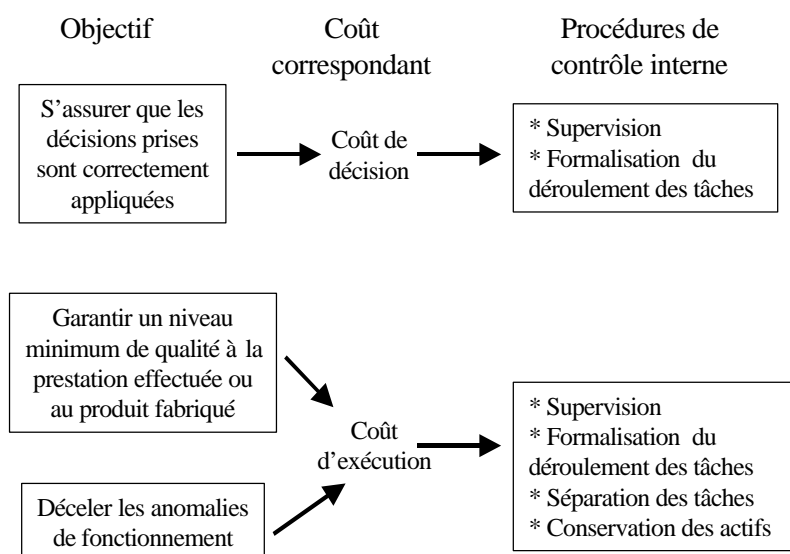 Objectif
Coût
correspondant
Procédures de
contrôle interne
S’assurer que les
décisions prises
sont correctement
appliquées
Coût de
décision
* Supervision
* Formalisation du
déroulement des tâches
Garantir un niveau
minimum de qualité à la
prestation effectuée ou
au produit fabriqué
Déceler les anomalies
de fonctionnement
Coût
d’exécution
* Supervision
* Formalisation du
déroulement des tâches
* Séparation des tâches
* Conservation des actifs